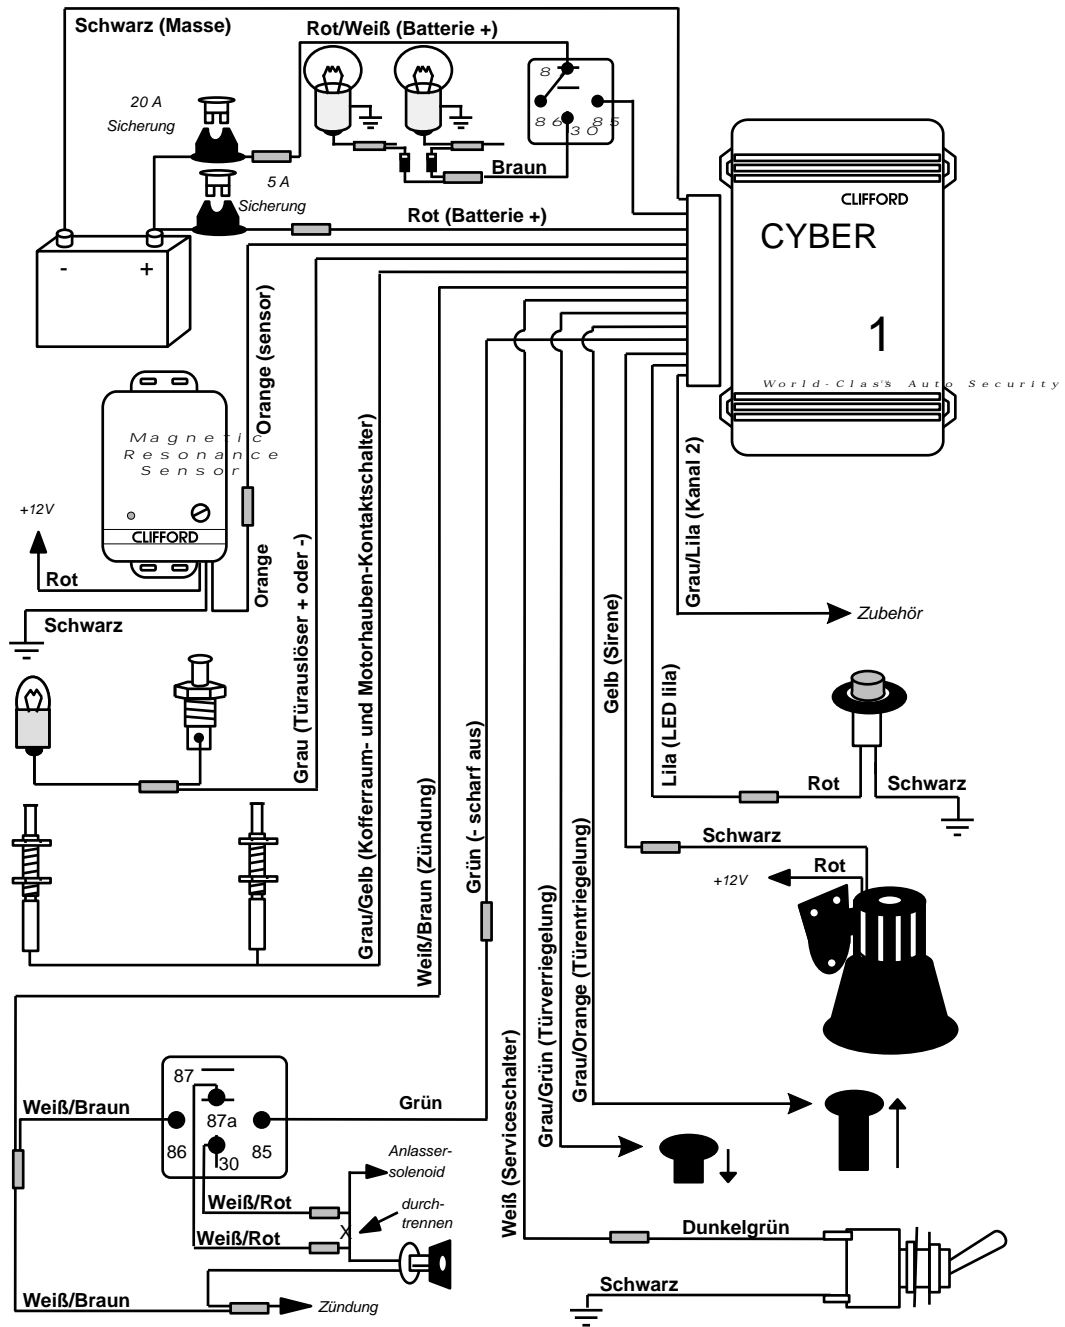 Schwarz (Masse)
Rot/Weiß (Batterie +)
20 A
Sicherung
8
86
30
85
Braun
5 A
Sicherung
Rot (Batterie +)
- +
CLIFFORD
CYBER
1
World-Class Auto Security
Orange (sensor)
Magnetic
Resonance
Sensor
CLIFFORD
+12V
Rot
Schwarz
Orange
Grau (Türauslöser + oder -)
Grau/Gelb (Kofferraum- und Motorhauben-Kontaktschalter)
Weiß/Braun (Zündung)
Grün (- scharf aus)
Weiß (Serviceschalter)
Grau/Grün (Türverriegelung)
Grau/Orange (Türentriegelung)
Gelb (Sirene)
Lila (LED lila)
Grau/Lila (Kanal 2)
Zubehör
Rot
Schwarz
Schwarz
+12V
Rot
87
87a
86
30
85
Weiß/Braun
Grün
Anlasser-
solenoid
Weiß/Rot
durch-
trennen
X
Weiß/Rot
Weiß/Braun
Zündung
Dunkelgrün
Schwarz